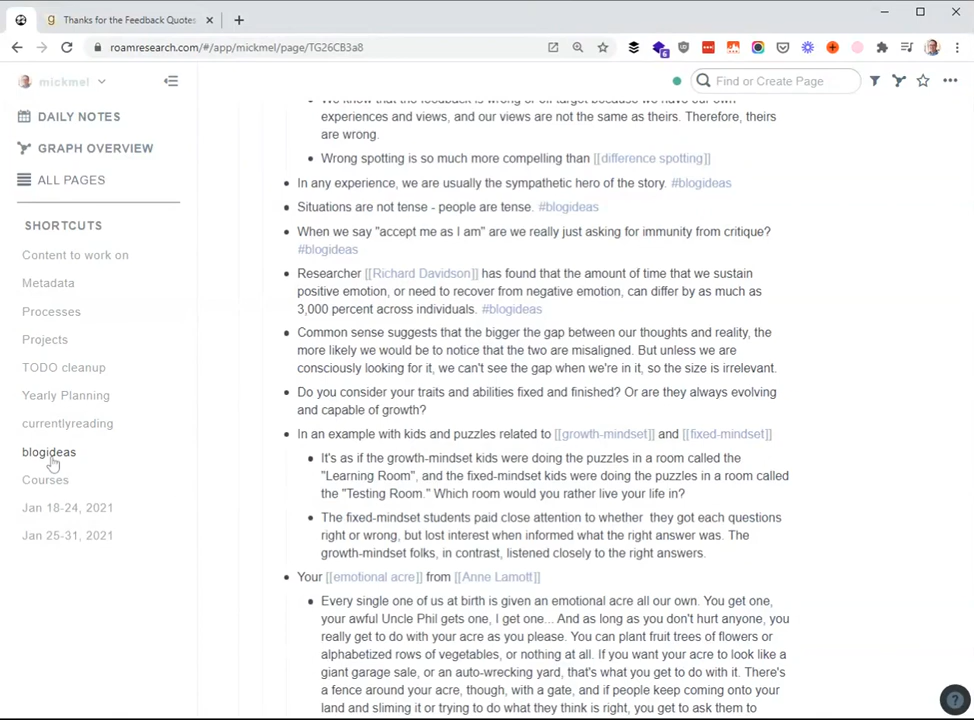 Thanks for the Feedback Quotes
roamresearch.com/#/app/mickmel/page/TG26CB3a8
6
mickmel
Find or Create Page
DAILY NOTES
GRAPH OVERVIEW
ALL PAGES
SHORTCUTS
Content to work on
Metadata
Processes
Projects
TODO cleanup
Yearly Planning
currentlyreading
blogideas
Courses
Jan 18-24, 2021
Jan 25-31, 2021
We know that the feedback is wrong or off target because we have our own
experiences and views, and our views are not the same as theirs. Therefore, theirs
are wrong.
Wrong spotting is so much more compelling than [[difference spotting]]
In any experience, we are usually the sympathetic hero of the story. #blogideas
Situations are not tense - people are tense. #blogideas
When we say "accept me as I am" are we really just asking for immunity from critique?
#blogideas
Researcher [[Richard Davidson]] has found that the amount of time that we sustain
positive emotion, or need to recover from negative emotion, can differ by as much as
3,000 percent across individuals. #blogideas
Common sense suggests that the bigger the gap between our thoughts and reality, the
more likely we would be to notice that the two are misaligned. But unless we are
consciously looking for it, we can't see the gap when we're in it, so the size is irrelevant.
Do you consider your traits and abilities fixed and finished? Or are they always evolving
and capable of growth?
In an example with kids and puzzles related to [[growth-mindset]] and [[fixed-mindset]]
It's as if the growth-mindset kids were doing the puzzles in a room called the
"Learning Room", and the fixed-mindset kids were doing the puzzles in a room called
the "Testing Room." Which room would you rather live your life in?
The fixed-mindset students paid close attention to whether they got each questions
right or wrong, but lost interest when informed what the right answer was. The
growth-mindset folks, in contrast, listened closely to the right answers.
Your [[emotional acre]] from [[Anne Lamott]]
Every single one of us at birth is given an emotional acre all our own. You get one,
your awful Uncle Phil gets one, I get one... And as long as you don't hurt anyone, you
really get to do with your acre as you please. You can plant fruit trees of flowers or
alphabetized rows of vegetables, or nothing at all. If you want your acre to look like a
giant garage sale, or an auto-wrecking yard, that's what you get to do with it. There's
a fence around your acre, though, with a gate, and if people keep coming onto your
land and sliming it or trying to do what they think is right, you get to ask them to
?